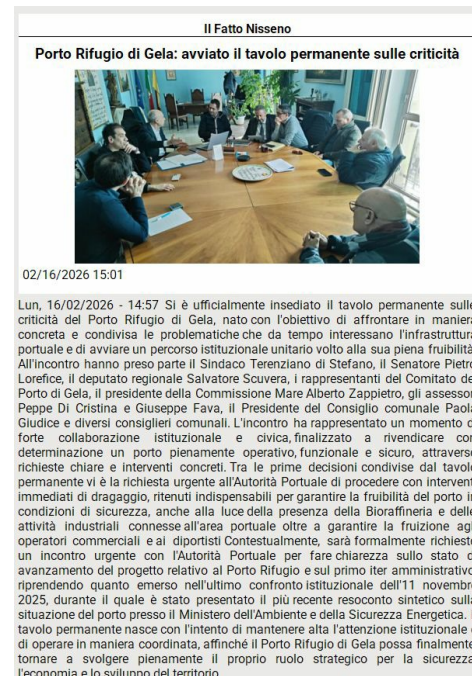 Il Fatto Nisseno
Porto Rifugio di Gela: avviato il tavolo permanente sulle criticità
02/16/2026 15:01
Lun, 16/02/2026 - 14:57 Si è ufficialmente insediato il tavolo permanente sulle
criticità del Porto Rifugio di Gela, nato con l'obiettivo di affrontare in maniera
concreta e condivisa le problematiche che da tempo interessano l'infrastruttura
portuale e di avviare un percorso istituzionale unitario volto alla sua piena fruibilità.
All'incontro hanno preso parte il Sindaco Terenziano di Stefano, il Senatore Pietro
Lorefice, il deputato regionale Salvatore Scuvera, i rappresentanti del Comitato del
Porto di Gela, il presidente della Commissione Mare Alberto Zappietro, gli assessori
Peppe Di Cristina e Giuseppe Fava, il Presidente del Consiglio comunale Paola
Giudice e diversi consiglieri comunali. L'incontro ha rappresentato un momento di
forte collaborazione istituzionale e civica, finalizzato a rivendicare con
determinazione un porto pienamente operativo, funzionale e sicuro, attraverso
richieste chiare e interventi concreti. Tra le prime decisioni condivise dal tavolo
permanente vi è la richiesta urgente all'Autorità Portuale di procedere con interventi
immediati di dragaggio, ritenuti indispensabili per garantire la fruibilità del porto in
condizioni di sicurezza, anche alla luce della presenza della Bioraffineria e delle
attività industriali connesse all'area portuale oltre a garantire la fruizione agli
operatori commerciali e ai diportisti Contestualmente, sarà formalmente richiesto
un incontro urgente con l'Autorità Portuale per fare chiarezza sullo stato di
avanzamento del progetto relativo al Porto Rifugio e sul primo iter amministrativo,
riprendendo quanto emerso nell'ultimo confronto istituzionale dell'11 novembre
2025, durante il quale è stato presentato il più recente resoconto sintetico sulla
situazione del porto presso il Ministero dell'Ambiente e della Sicurezza Energetica. Il
tavolo permanente nasce con l'intento di mantenere alta l'attenzione istituzionale e
di operare in maniera coordinata, affinché il Porto Rifugio di Gela possa finalmente
tornare a svolgere pienamente il proprio ruolo strategico per la sicurezza,
l'economia e lo sviluppo del territorio.